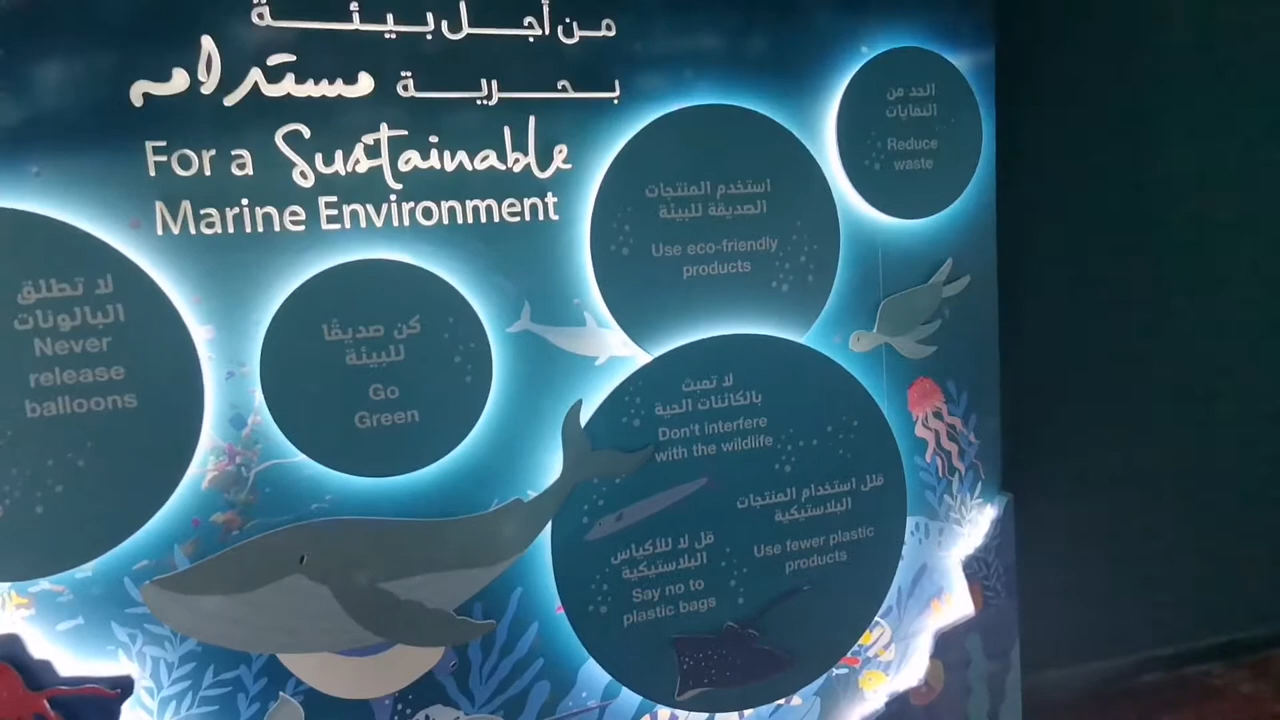 من أجل بيئة
بحرية مستدامة
For a Sustainable
Marine Environment
الحد من
النفايات
Reduce
waste
استخدم المنتجات
الصديقة للبيئة
Use eco-friendly
products
لا تطلق
البالونات
Never
release
balloons
كن صديقًا
للبيئة
Go
Green
لا تعبث
بالكائنات الحية
Don't interfere
with the wildlife
قلل استخدام المنتجات
البلاستيكية
Use fewer plastic
products
قل لا للأكياس
البلاستيكية
Say no to
plastic bags